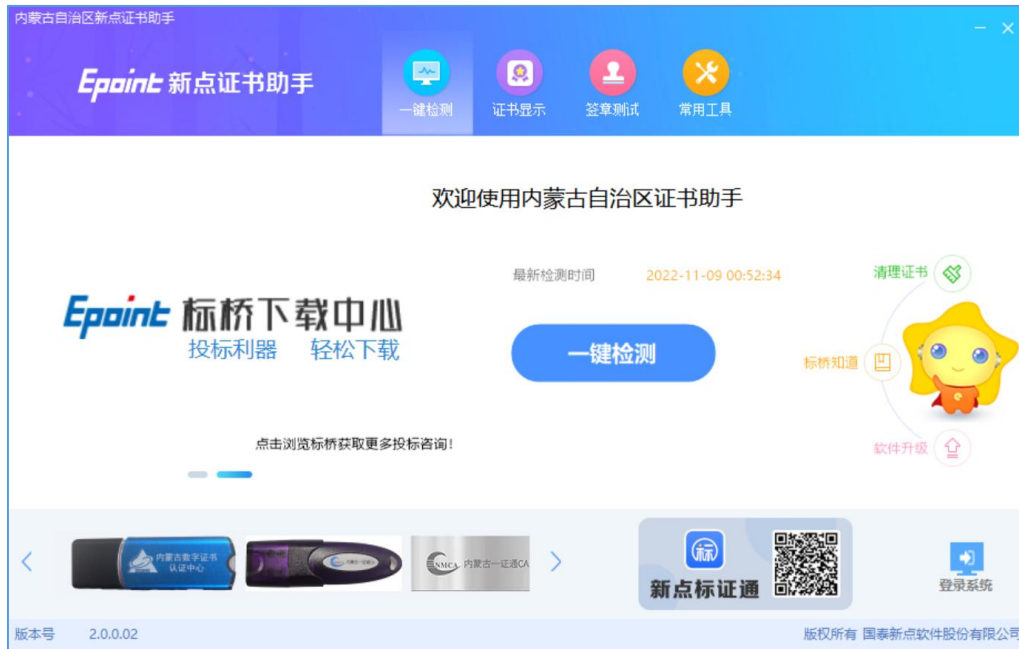 内蒙古自治区新点证书助手
Epoint 新点证书助手
一键检测
证书显示
签章测试
常用工具
欢迎使用内蒙古自治区证书助手
最新检测时间 2022-11-09 00:52:34
清理证书
Epoint 标桥下载中心
投标利器 轻松下载
一键检测
标桥知道
点击浏览标桥获取更多投标咨询!
软件升级
内蒙古数字证书
认证中心
NMCA 内蒙古一证通CA
标
新点标证通
登录系统
版本号 2.0.0.02
版权所有 国泰新点软件股份有限公司